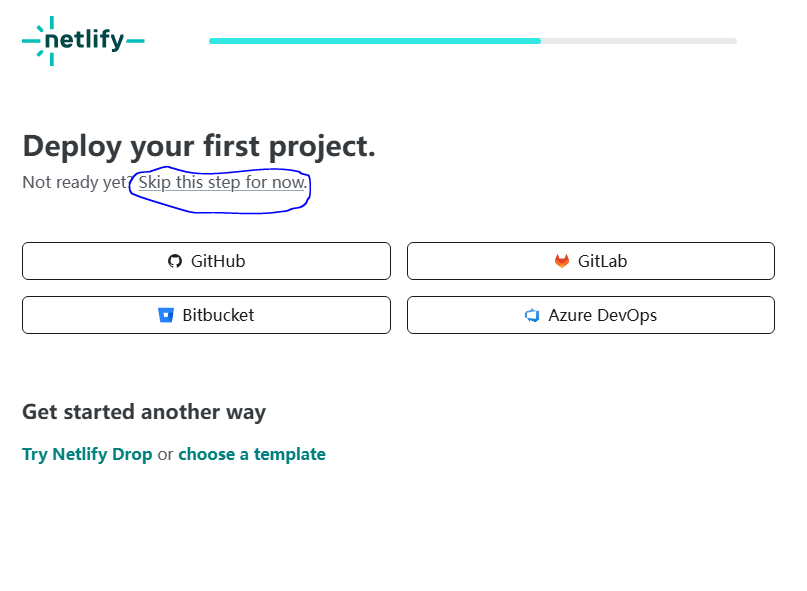 netlify
Deploy your first project.
Not ready yet? Skip this step for now.
GitHub
GitLab
Bitbucket
Azure DevOps
Get started another way
Try Netlify Drop or choose a template